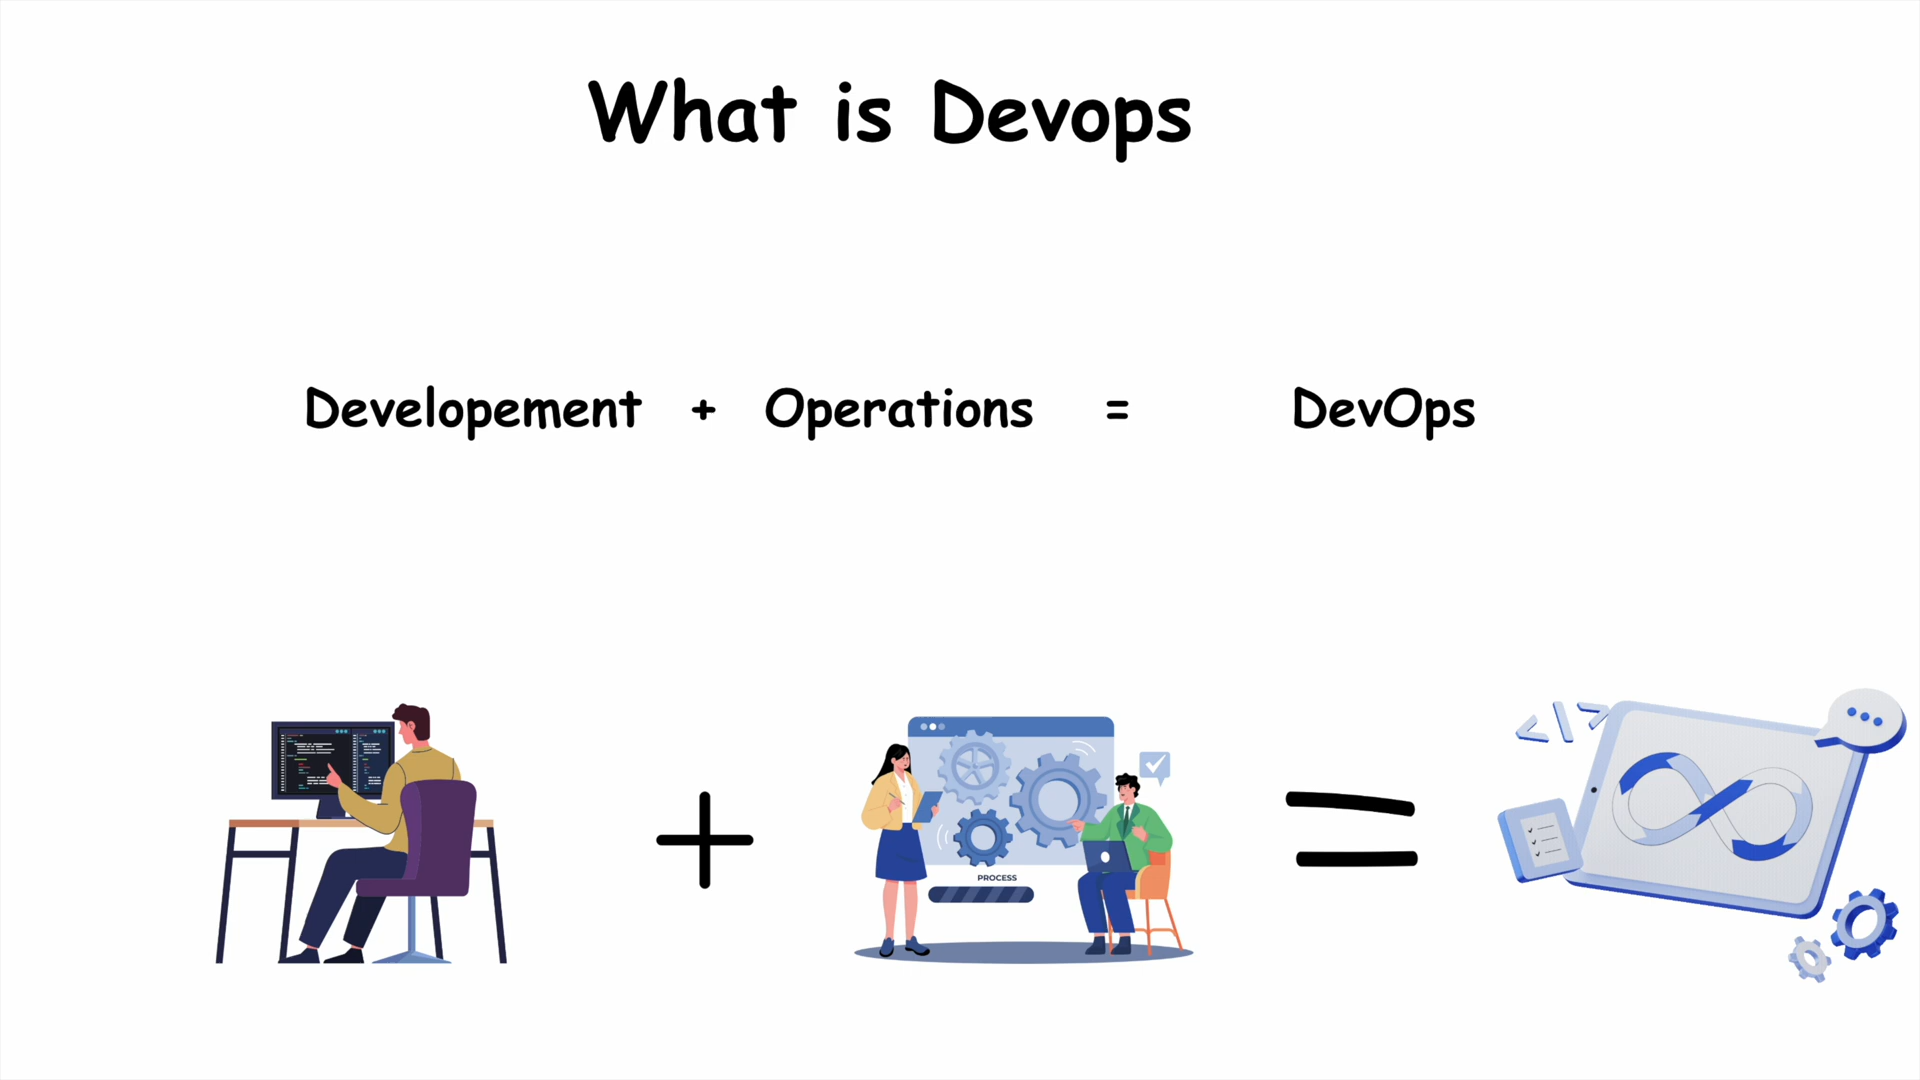 What is Devops
Developement + Operations = DevOps
PROCESS